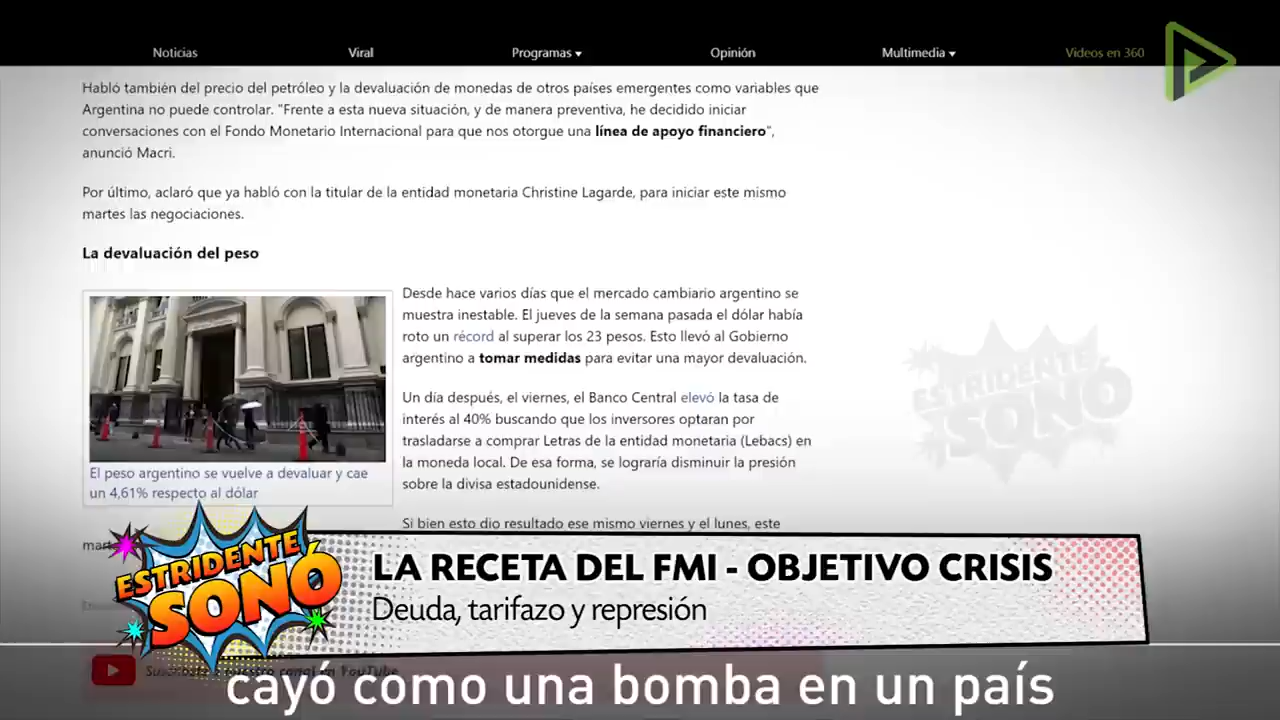 Noticias Viral Programas Opinión Multimedia Videos en 360
Habló también del precio del petróleo y la devaluación de monedas de otros países emergentes como variables que
Argentina no puede controlar. "Frente a esta nueva situación, y de manera preventiva, he decidido iniciar
conversaciones con el Fondo Monetario Internacional para que nos otorgue una línea de apoyo financiero",
anunció Macri.
Por último, aclaró que ya habló con la titular de la entidad monetaria Christine Lagarde, para iniciar este mismo
martes las negociaciones.
La devaluación del peso
Desde hace varios días que el mercado cambiario argentino se
muestra inestable. El jueves de la semana pasada el dólar había
roto un récord al superar los 23 pesos. Esto llevó al Gobierno
argentino a tomar medidas para evitar una mayor devaluación.
Un día después, el viernes, el Banco Central elevó la tasa de
interés al 40% buscando que los inversores optaran por
trasladarse a comprar Letras de la entidad monetaria (Lebacs) en
la moneda local. De esa forma, se lograría disminuir la presión
sobre la divisa estadounidense.
Si bien esto dio resultado ese mismo viernes y el lunes, este
El peso argentino se vuelve a devaluar y cae
un 4,61% respecto al dólar
ESTRIDENTE
SONÓ
ESTRIDENTE
SONÓ
LA RECETA DEL FMI - OBJETIVO CRISIS
Deuda, tarifazo y represión
nuestro canal en YouTube
cayó como una bomba en un país